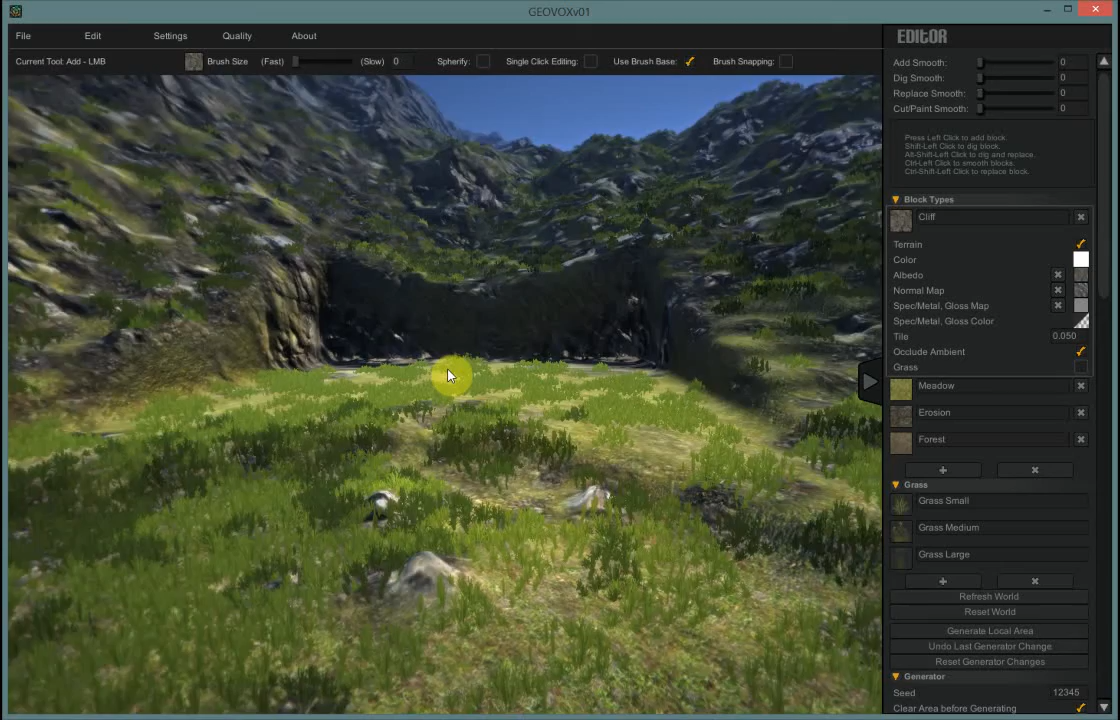 GEOVOXv01
File Edit Settings Quality About
Current Tool: Add - LMB Brush Size (Fast) (Slow) 0 Spherify: Single Click Editing: Use Brush Base: Brush Snapping:
EDITOR
Add Smooth: 0
Dig Smooth: 0
Replace Smooth: 0
Cut/Paint Smooth: 0
Press Left Click to add block.
Shift-Left Click to dig block.
Alt-Shift-Left Click to dig and replace.
Ctrl-Left Click to smooth blocks.
Ctrl-Shift-Left Click to replace block.
Block Types
Cliff
Terrain
Color
Albedo
Normal Map
Spec/Metal, Gloss Map
Spec/Metal, Gloss Color
Tile 0.050
Occlude Ambient
Grass
Meadow
Erosion
Forest
Grass
Grass Small
Grass Medium
Grass Large
Refresh World
Reset World
Generate Local Area
Undo Last Generator Change
Reset Generator Changes
Generator
Seed 12345
Clear Area before Generating